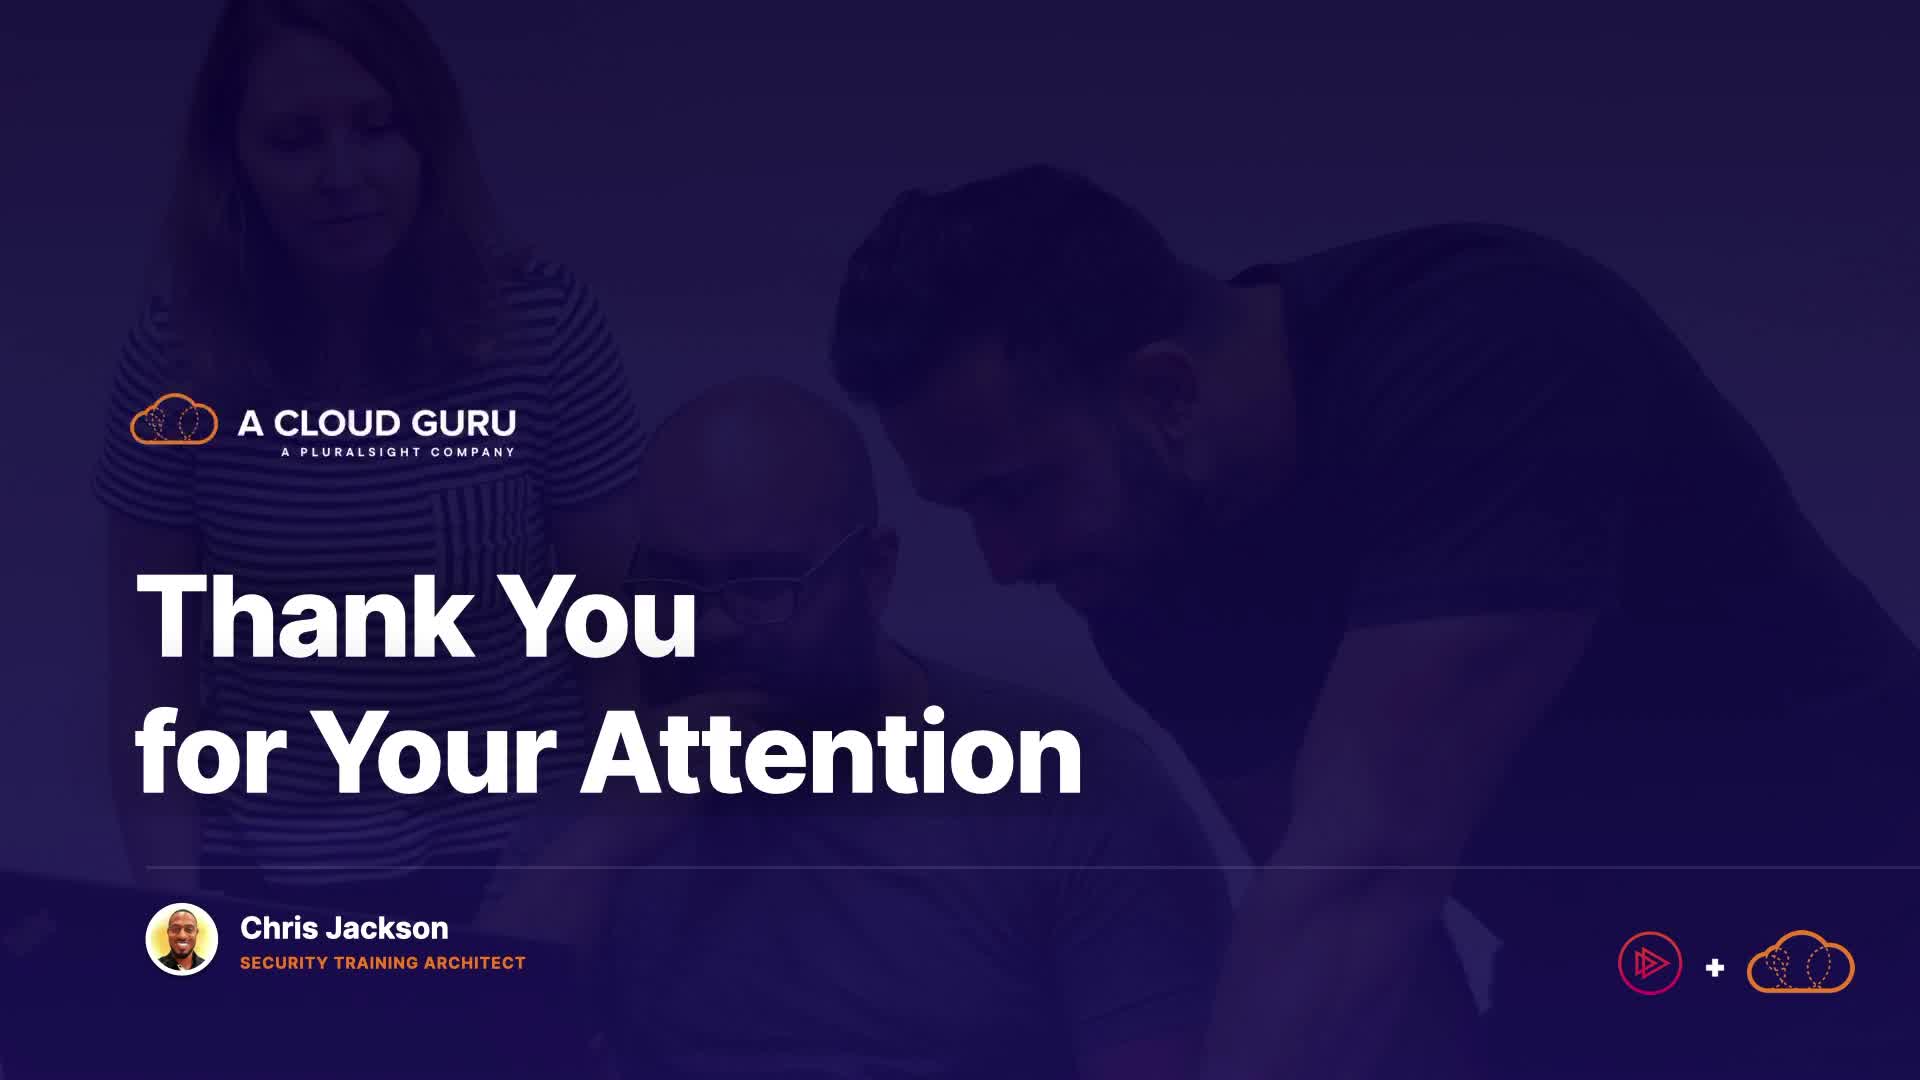 A CLOUD GURU
A PLURALSIGHT COMPANY
Thank You
for Your Attention
Chris Jackson
SECURITY TRAINING ARCHITECT
+